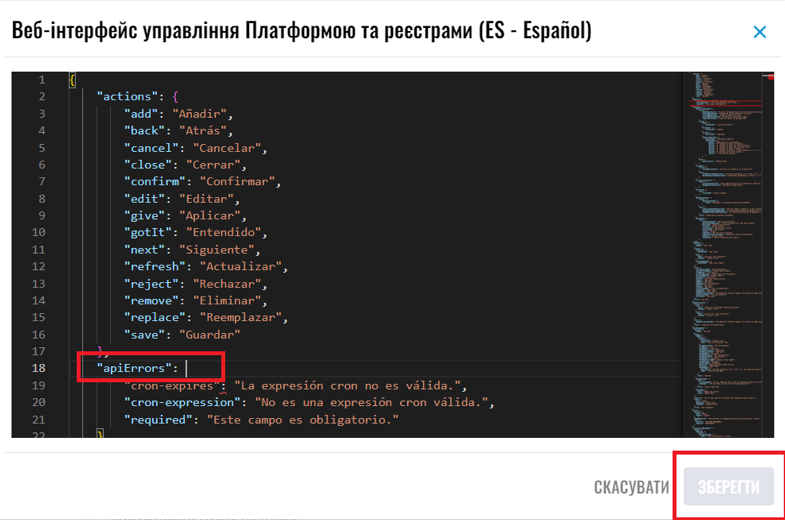 Веб-інтерфейс управління Платформою та реєстрами (ES - Español)
1 {
2 "actions": {
3 "add": "Añadir",
4 "back": "Atrás",
5 "cancel": "Cancelar",
6 "close": "Cerrar",
7 "confirm": "Confirmar",
8 "edit": "Editar",
9 "give": "Aplicar",
10 "gotIt": "Entendido",
11 "next": "Siguiente",
12 "refresh": "Actualizar",
13 "reject": "Rechazar",
14 "remove": "Eliminar",
15 "replace": "Reemplazar",
16 "save": "Guardar"
17 },
18 "apiErrors":
19 "cron-expires": "La expresión cron no es válida.",
20 "cron-expression": "No es una expresión cron válida.",
21 "required": "Este campo es obligatorio."
22 }
СКАСУВАТИ ЗБЕРЕГТИ